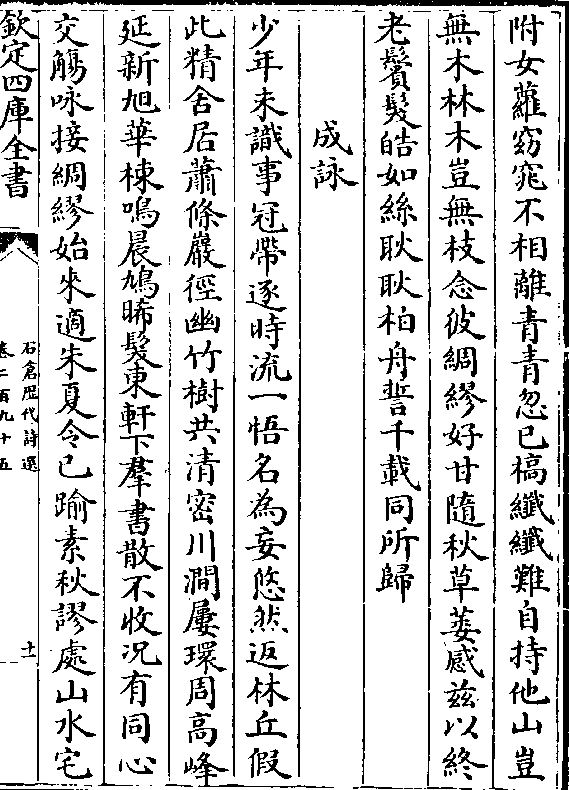 附女蘿窈窕不相離青青忽已槁纖纖難自持他山豈
無木林木豈無枝念彼綢繆好甘隨秋草萎感兹以終
老鬢髮皓如絲耿耿柏舟誓千載同所歸
成詠
少年未識事冠帶逐時流一悟名為妄悠然返林丘假
此精舍居蕭條巖徑幽竹樹共清密川澗屢環周高峰
延新旭華棟鳴晨鳩晞髮東軒下羣書散不收况有同心
交觴咏接綢繆始來適朱夏令已踰素秋謬處山水宅
欽定四庫全書
石倉歴代詩選
卷二百九十五
十一